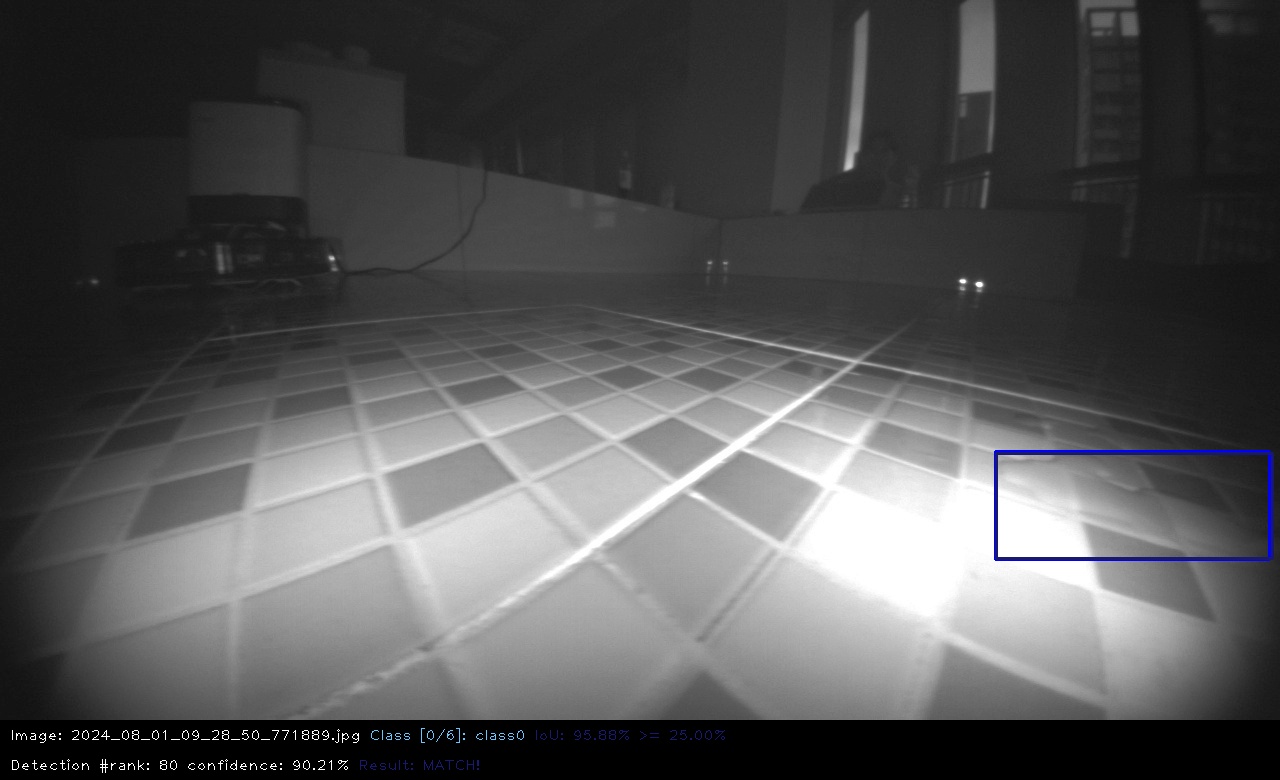 Image: 2024_08_01_09_28_50_771889.jpg Class [0/6]: class0 IoU: 95.88% >= 25.00%
Detection #rank: 80 confidence: 90.21% Result: MATCH!